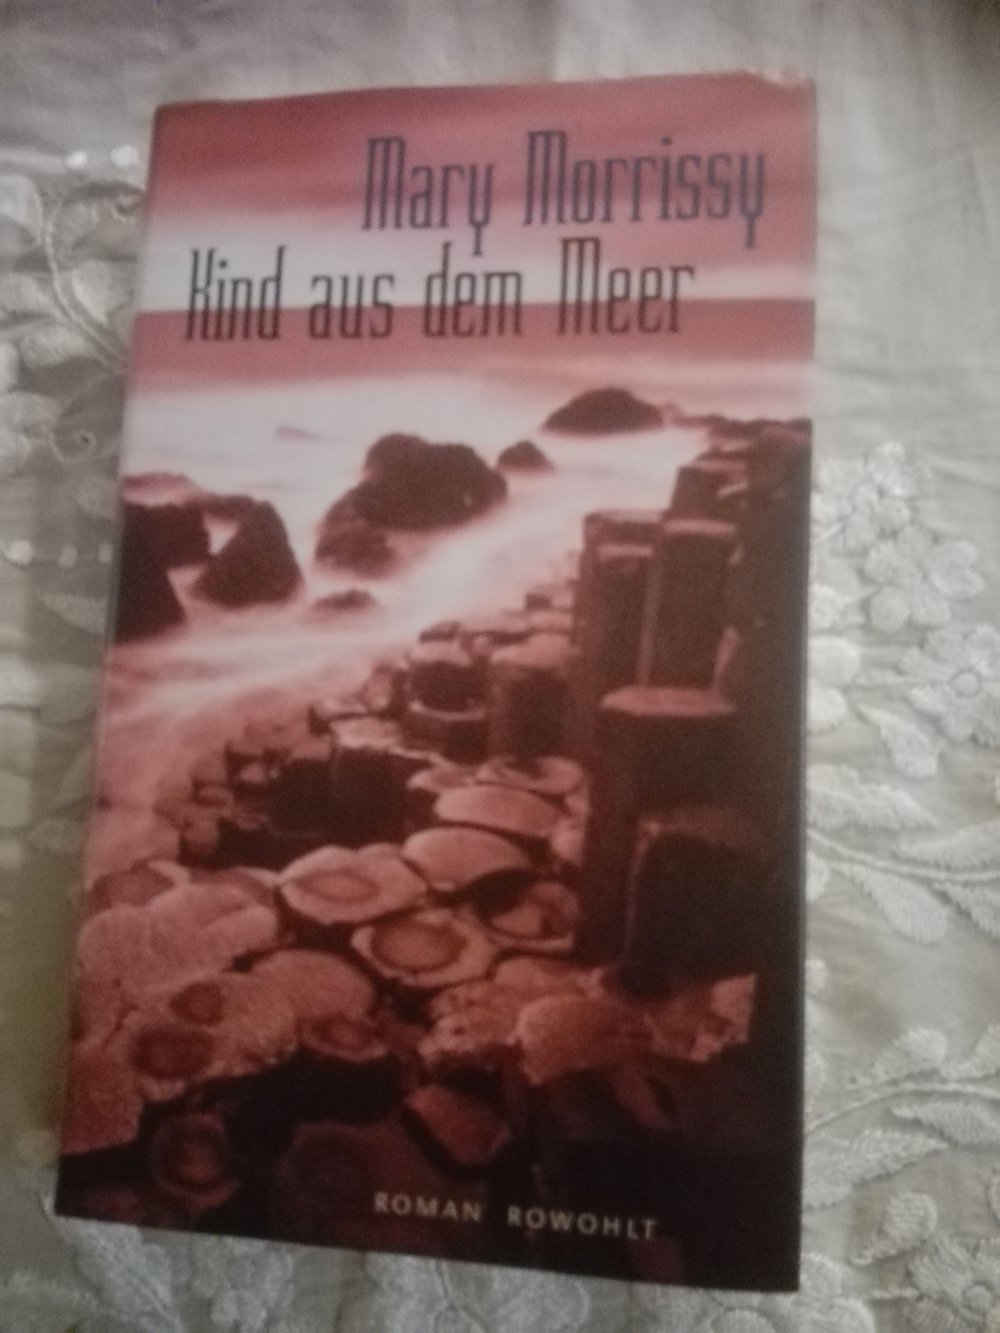 Mary Morrissy
Kind aus dem Meer
ROMAN ROWOHLT